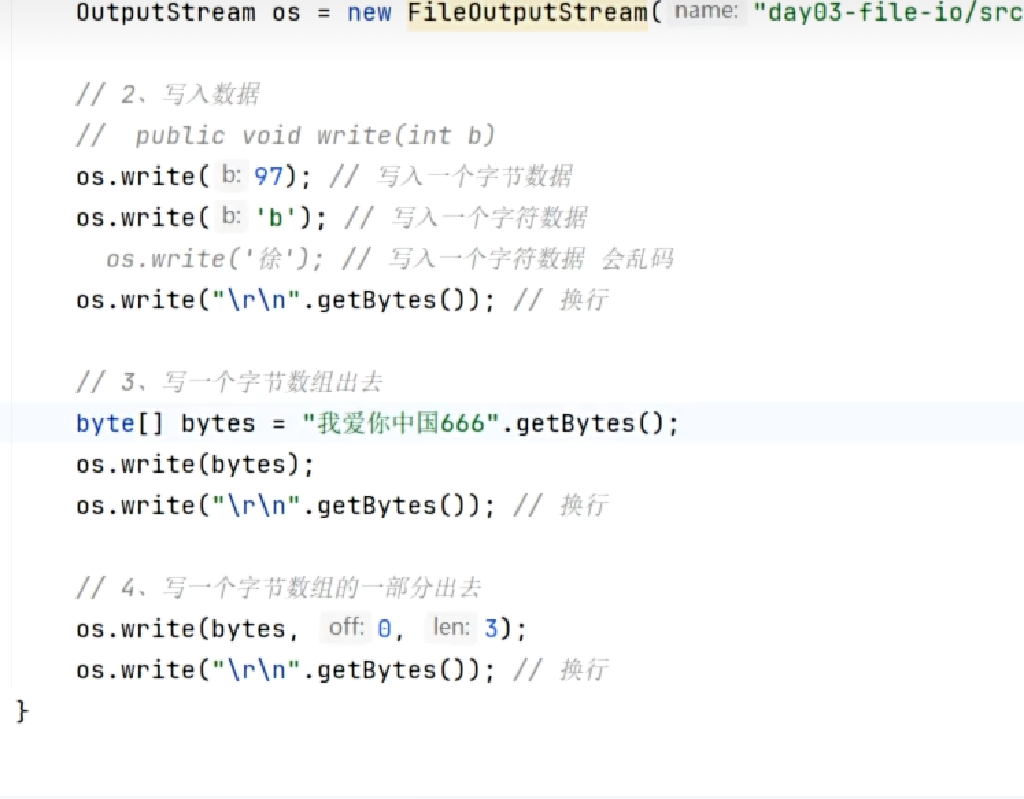 OutputStream os = new FileOutputStream( name: "day03-file-io/src
// 2、写入数据
//  public void write(int b)
os.write( b: 97); // 写入一个字节数据
os.write( b: 'b'); // 写入一个字符数据
os.write('徐'); // 写入一个字符数据 会乱码
os.write("\r\n".getBytes()); // 换行
// 3、写一个字节数组出去
byte[] bytes = "我爱你中国666".getBytes();
os.write(bytes);
os.write("\r\n".getBytes()); // 换行
// 4、写一个字节数组的一部分出去
os.write(bytes, off: 0, len: 3);
os.write("\r\n".getBytes()); // 换行
}